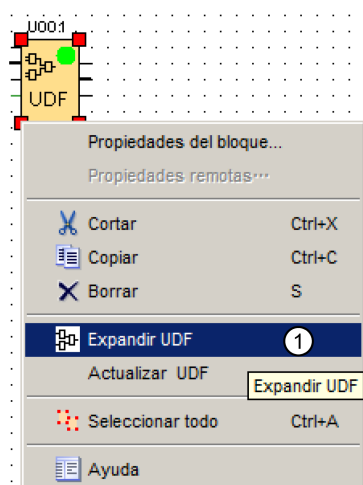 U001
UDF
Propiedades del bloque...
Propiedades remotas...
Cortar Ctrl+X
Copiar Ctrl+C
Borrar S
Expandir UDF 1
Actualizar UDF
Expandir UDF
Seleccionar todo Ctrl+A
Ayuda